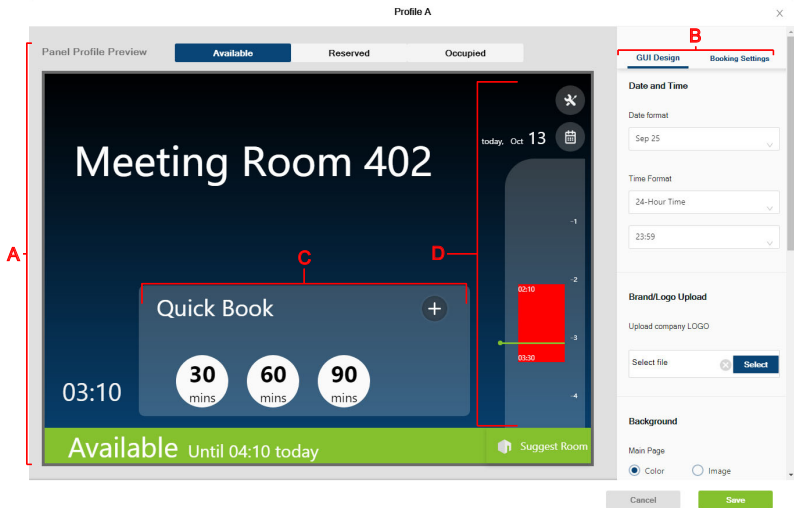 Profile A
B
A
Panel Profile Preview
Available
Reserved
Occupied
GUI Design
Booking Settings
Date and Time
Date format
Sep 25
Time Format
24-Hour Time
23:59
Brand/Logo Upload
Upload company LOGO
Select file
Select
Background
Main Page
Color
Image
Cancel
Save
Meeting Room 402
today, Oct 13
D
-1
-2
-3
-4
02:10
03:30
C
Quick Book
+
30 mins
60 mins
90 mins
03:10
Available Until 04:10 today
Suggest Room